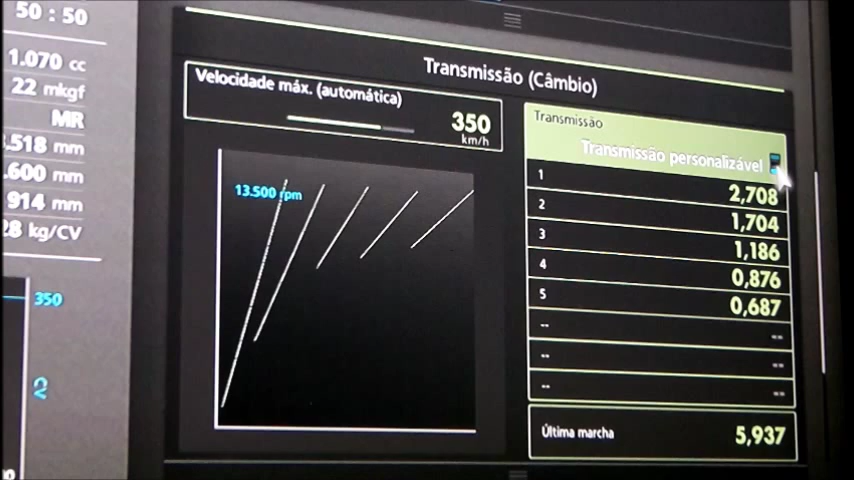 50 : 50
1.070 cc
22 mkgf
MR
.518 mm
.600 mm
914 mm
28 kg/CV
350
2
Transmissão (Câmbio)
Velocidade máx. (automática)
350
km/h
13.500 rpm
Transmissão
Transmissão personalizável
1 2,708
2 1,704
3 1,186
4 0,876
5 0,687
-- --
-- --
-- --
Última marcha 5,937